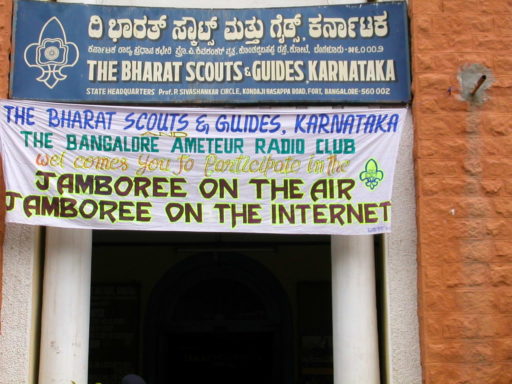 ದಿ ಭಾರತ್ ಸ್ಕೌಟ್ಸ್ ಮತ್ತು ಗೈಡ್ಸ್, ಕರ್ನಾಟಕ
THE BHARAT SCOUTS & GUIDES, KARNATAKA
STATE HEADQUARTERS Prof. P. SIVASHANKAR CIRCLE, KONDAJI BASAPPA ROAD, FORT, BANGALORE-560 002
THE BHARAT SCOUTS & GUIDES, KARNATAKA
AND
THE BANGALORE AMETEUR RADIO CLUB
Wel comes You to Participate in the
JAMBOREE ON THE AIR
JAMBOREE ON THE INTERNET